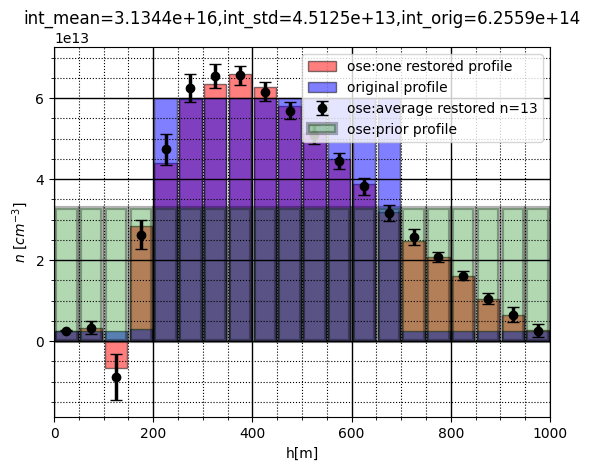 int_mean=3.1344e+16,int_std=4.5125e+13,int_orig=6.2559e+14
1e13
ose:one restored profile
original profile
ose:average restored n=13
ose:prior profile
6
4
2
0
n [cm⁻³]
0 200 400 600 800 1000
h[m]